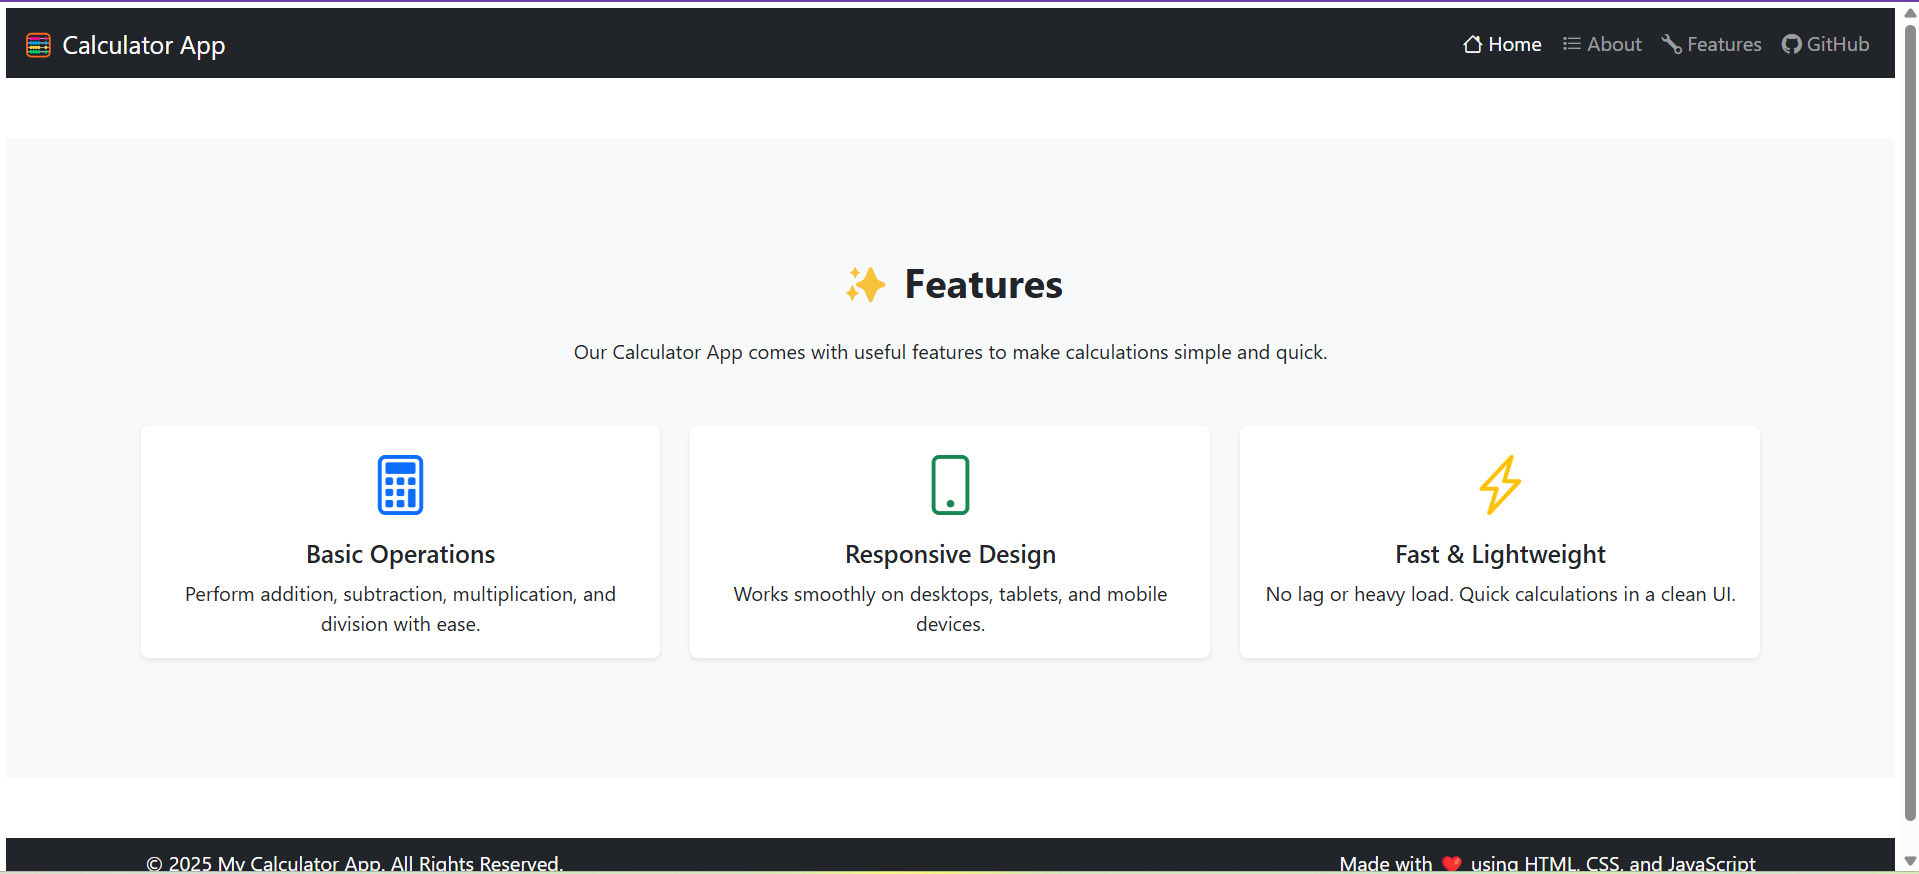 Calculator App
Home About Features GitHub
✨ Features
Our Calculator App comes with useful features to make calculations simple and quick.
Basic Operations
Perform addition, subtraction, multiplication, and
division with ease.
Responsive Design
Works smoothly on desktops, tablets, and mobile
devices.
Fast & Lightweight
No lag or heavy load. Quick calculations in a clean UI.
© 2025 My Calculator App. All Rights Reserved.
Made with ❤️ using HTML, CSS, and JavaScript